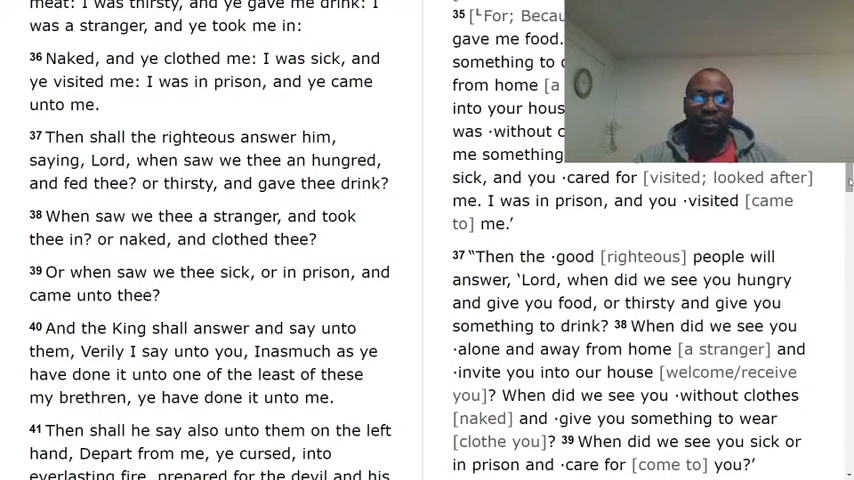 meat: I was thirsty, and ye gave me drink: I
was a stranger, and ye took me in:
36 Naked, and ye clothed me: I was sick, and
ye visited me: I was in prison, and ye came
unto me.
37 Then shall the righteous answer him,
saying, Lord, when saw we thee an hungred,
and fed thee? or thirsty, and gave thee drink?
38 When saw we thee a stranger, and took
thee in? or naked, and clothed thee?
39 Or when saw we thee sick, or in prison, and
came unto thee?
40 And the King shall answer and say unto
them, Verily I say unto you, Inasmuch as ye
have done it unto one of the least of these
my brethren, ye have done it unto me.
41 Then shall he say also unto them on the left
hand, Depart from me, ye cursed, into
everlasting fire, prepared for the devil and his
35 [ᴸFor; Becau
gave me food.
something to
from home [a
into your hous
was ·without c
me something
sick, and you ·cared for [visited; looked after]
me. I was in prison, and you ·visited [came
to] me.’
37 “Then the ·good [righteous] people will
answer, ‘Lord, when did we see you hungry
and give you food, or thirsty and give you
something to drink? 38 When did we see you
·alone and away from home [a stranger] and
·invite you into our house [welcome/receive
you]? When did we see you ·without clothes
[naked] and ·give you something to wear
[clothe you]? 39 When did we see you sick or
in prison and ·care for [come to] you?’